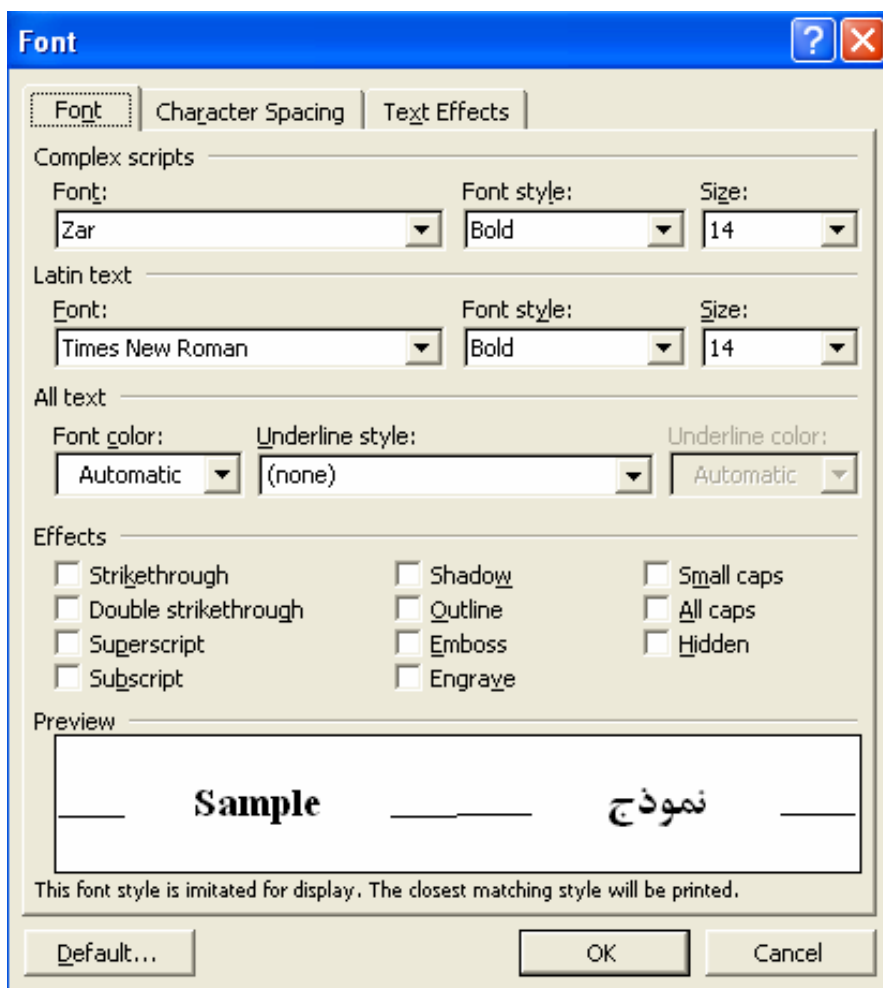 Font
Font Character Spacing Text Effects
Complex scripts
Font: Font style: Size:
Zar Bold 14
Latin text
Font: Font style: Size:
Times New Roman Bold 14
All text
Font color: Underline style: Underline color:
Automatic (none) Automatic
Effects
Strikethrough Shadow Small caps
Double strikethrough Outline All caps
Superscript Emboss Hidden
Subscript Engrave
Preview
Sample نموذج
This font style is imitated for display. The closest matching style will be printed.
Default... OK Cancel